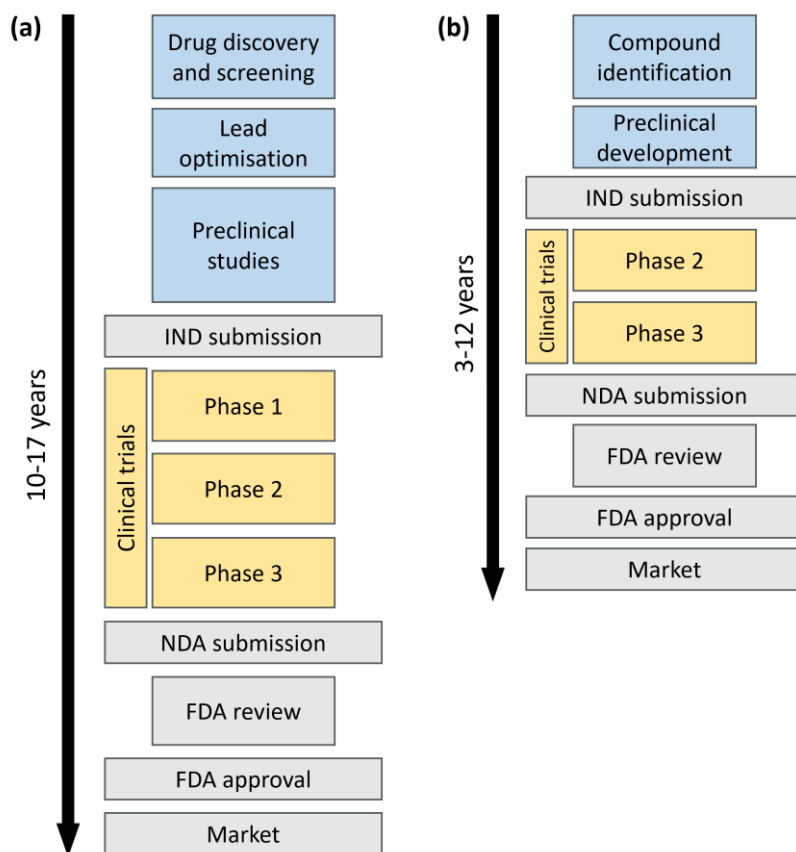 (a)
Drug discovery
and screening
Lead
optimisation
Preclinical
studies
IND submission
Clinical trials
Phase 1
Phase 2
Phase 3
NDA submission
FDA review
FDA approval
Market
10-17 years
(b)
Compound
identification
Preclinical
development
IND submission
Clinical trials
Phase 2
Phase 3
NDA submission
FDA review
FDA approval
Market
3-12 years